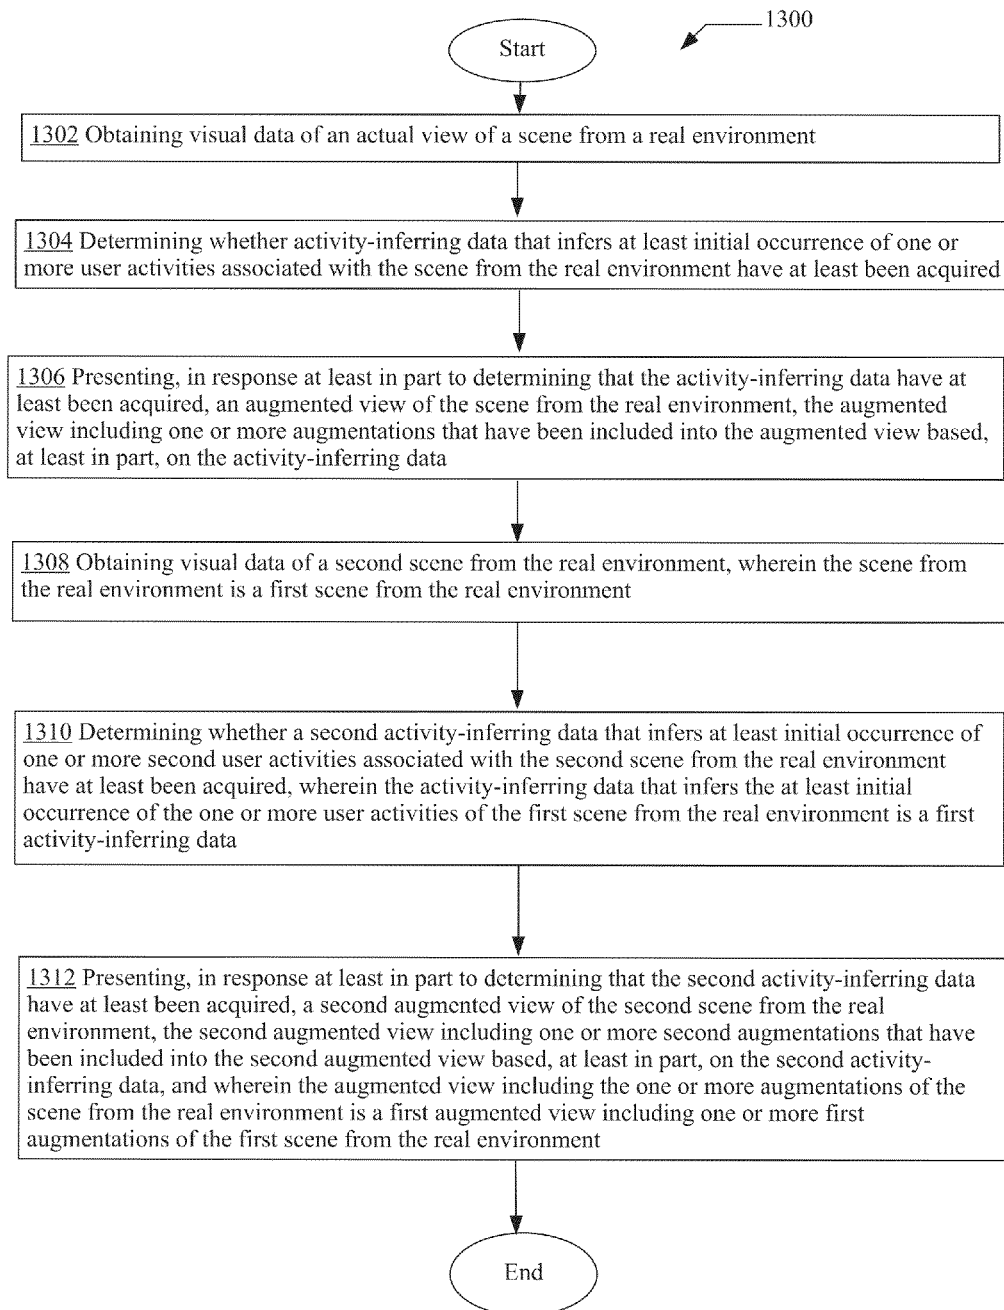 1300
Start
1302 Obtaining visual data of an actual view of a scene from a real environment
1304 Determining whether activity-inferring data that infers at least initial occurrence of one or
more user activities associated with the scene from the real environment have at least been acquired
1306 Presenting, in response at least in part to determining that the activity-inferring data have at
least been acquired, an augmented view of the scene from the real environment, the augmented
view including one or more augmentations that have been included into the augmented view based,
at least in part, on the activity-inferring data
1308 Obtaining visual data of a second scene from the real environment, wherein the scene from
the real environment is a first scene from the real environment
1310 Determining whether a second activity-inferring data that infers at least initial occurrence of
one or more second user activities associated with the second scene from the real environment
have at least been acquired, wherein the activity-inferring data that infers the at least initial
occurrence of the one or more user activities of the first scene from the real environment is a first
activity-inferring data
1312 Presenting, in response at least in part to determining that the second activity-inferring data
have at least been acquired, a second augmented view of the second scene from the real
environment, the second augmented view including one or more second augmentations that have
been included into the second augmented view based, at least in part, on the second activity-
inferring data, and wherein the augmented view including the one or more augmentations of the
scene from the real environment is a first augmented view including one or more first
augmentations of the first scene from the real environment
End